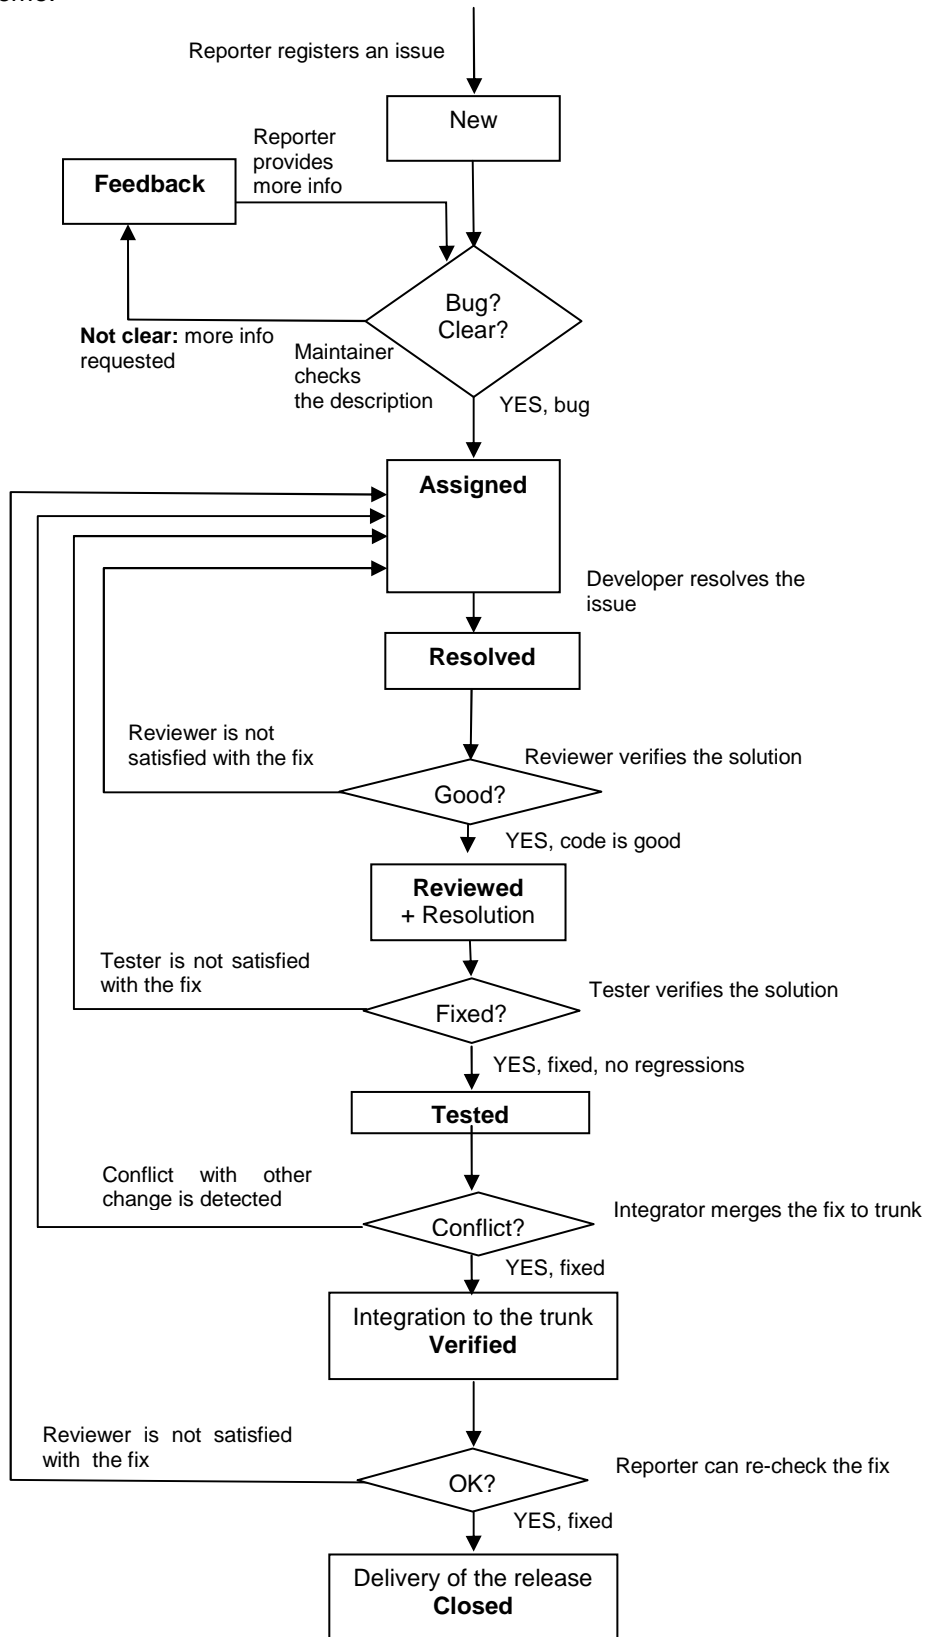 Reporter registers an issue
New
Reporter
provides
more info
Feedback
Bug?
Clear?
Not clear: more info
requested
Maintainer
checks
the description
YES, bug
Assigned
Developer resolves the
issue
Resolved
Reviewer is not
satisfied with the fix
Reviewer verifies the solution
Good?
YES, code is good
Reviewed
+ Resolution
Tester is not satisfied
with the fix
Tester verifies the solution
Fixed?
YES, fixed, no regressions
Tested
Conflict with other
change is detected
Integrator merges the fix to trunk
Conflict?
YES, fixed
Integration to the trunk
Verified
Reviewer is not satisfied
with the fix
Reporter can re-check the fix
OK?
YES, fixed
Delivery of the release
Closed